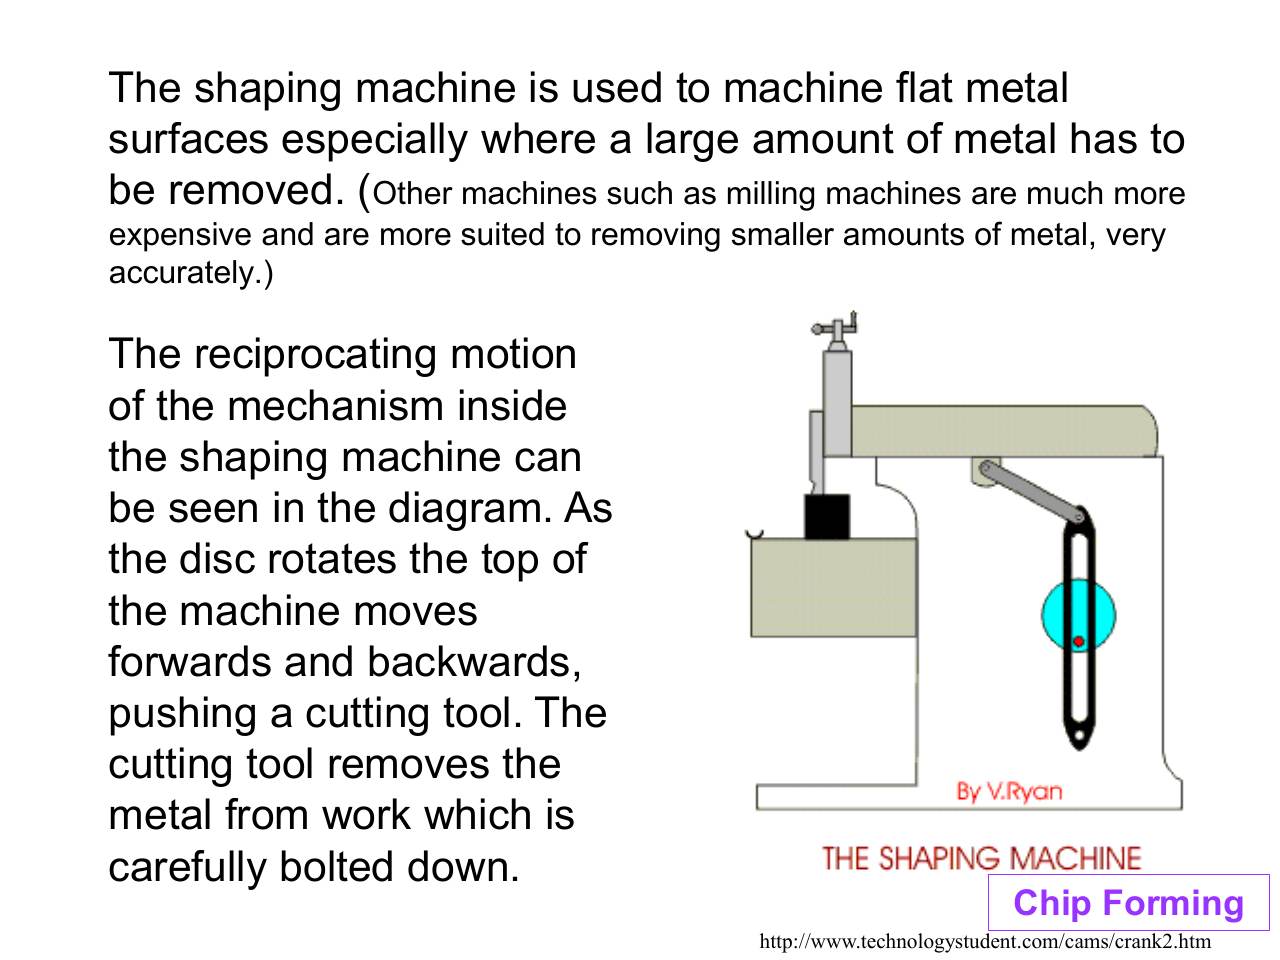 The shaping machine is used to machine flat metal
surfaces especially where a large amount of metal has to
be removed. (Other machines such as milling machines are much more
expensive and are more suited to removing smaller amounts of metal, very
accurately.)
The reciprocating motion
of the mechanism inside
the shaping machine can
be seen in the diagram. As
the disc rotates the top of
the machine moves
forwards and backwards,
pushing a cutting tool. The
cutting tool removes the
metal from work which is
carefully bolted down.
By V.Ryan
THE SHAPING MACHINE
Chip Forming
http://www.technologystudent.com/cams/crank2.htm